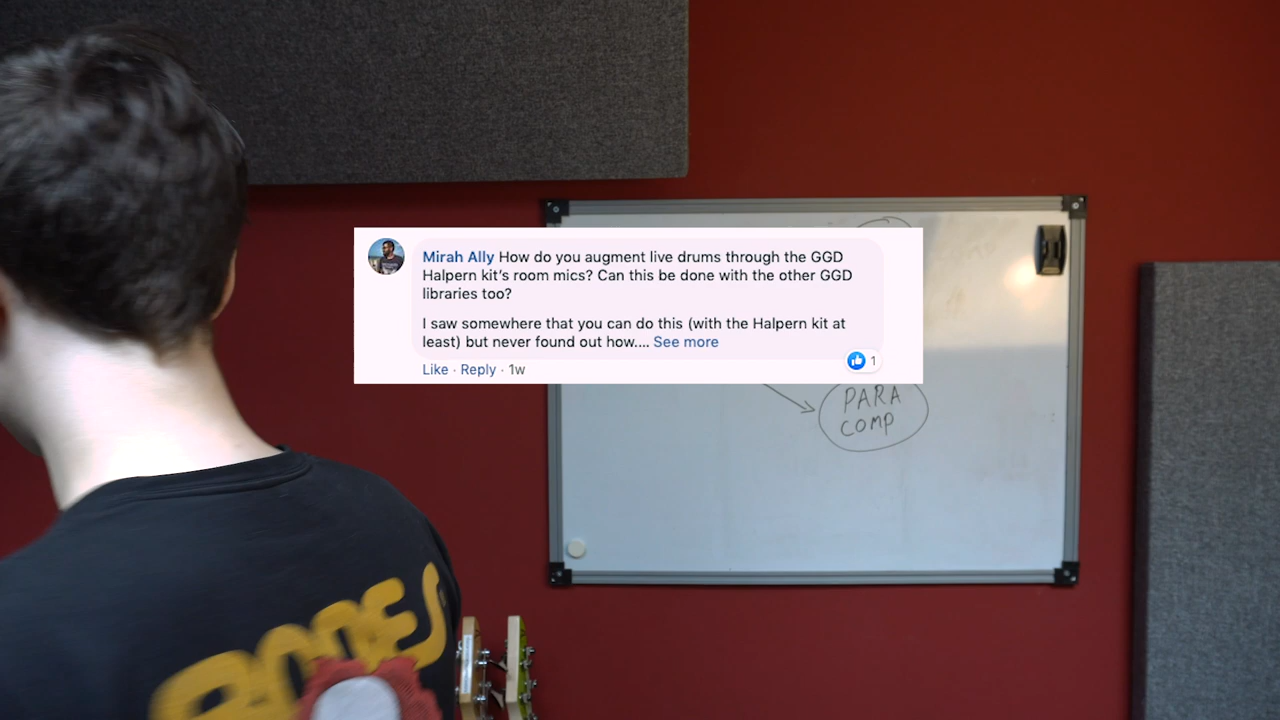 Mirah Ally How do you augment live drums through the GGD
Halpern kit's room mics? Can this be done with the other GGD
libraries too?
I saw somewhere that you can do this (with the Halpern kit at
least) but never found out how.... See more
Like · Reply · 1w
1
PARA
COMP